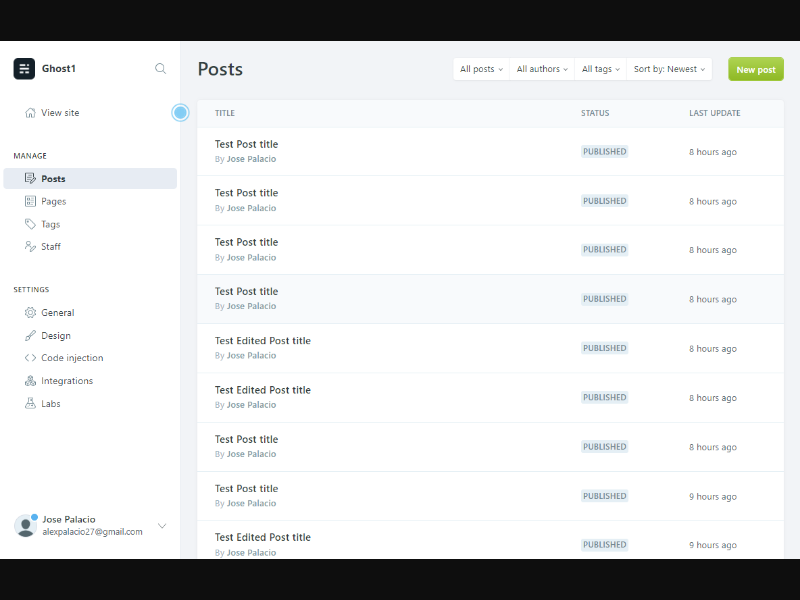 Ghost1
View site
MANAGE
Posts
Pages
Tags
Staff
SETTINGS
General
Design
Code injection
Integrations
Labs
Jose Palacio
alexpalacio27@gmail.com
Posts
All posts
All authors
All tags
Sort by: Newest
New post
TITLE STATUS LAST UPDATE
Test Post title
By Jose Palacio
PUBLISHED
8 hours ago
Test Post title
By Jose Palacio
PUBLISHED
8 hours ago
Test Post title
By Jose Palacio
PUBLISHED
8 hours ago
Test Post title
By Jose Palacio
PUBLISHED
8 hours ago
Test Edited Post title
By Jose Palacio
PUBLISHED
8 hours ago
Test Edited Post title
By Jose Palacio
PUBLISHED
8 hours ago
Test Post title
By Jose Palacio
PUBLISHED
8 hours ago
Test Post title
By Jose Palacio
PUBLISHED
9 hours ago
Test Edited Post title
By Jose Palacio
PUBLISHED
9 hours ago